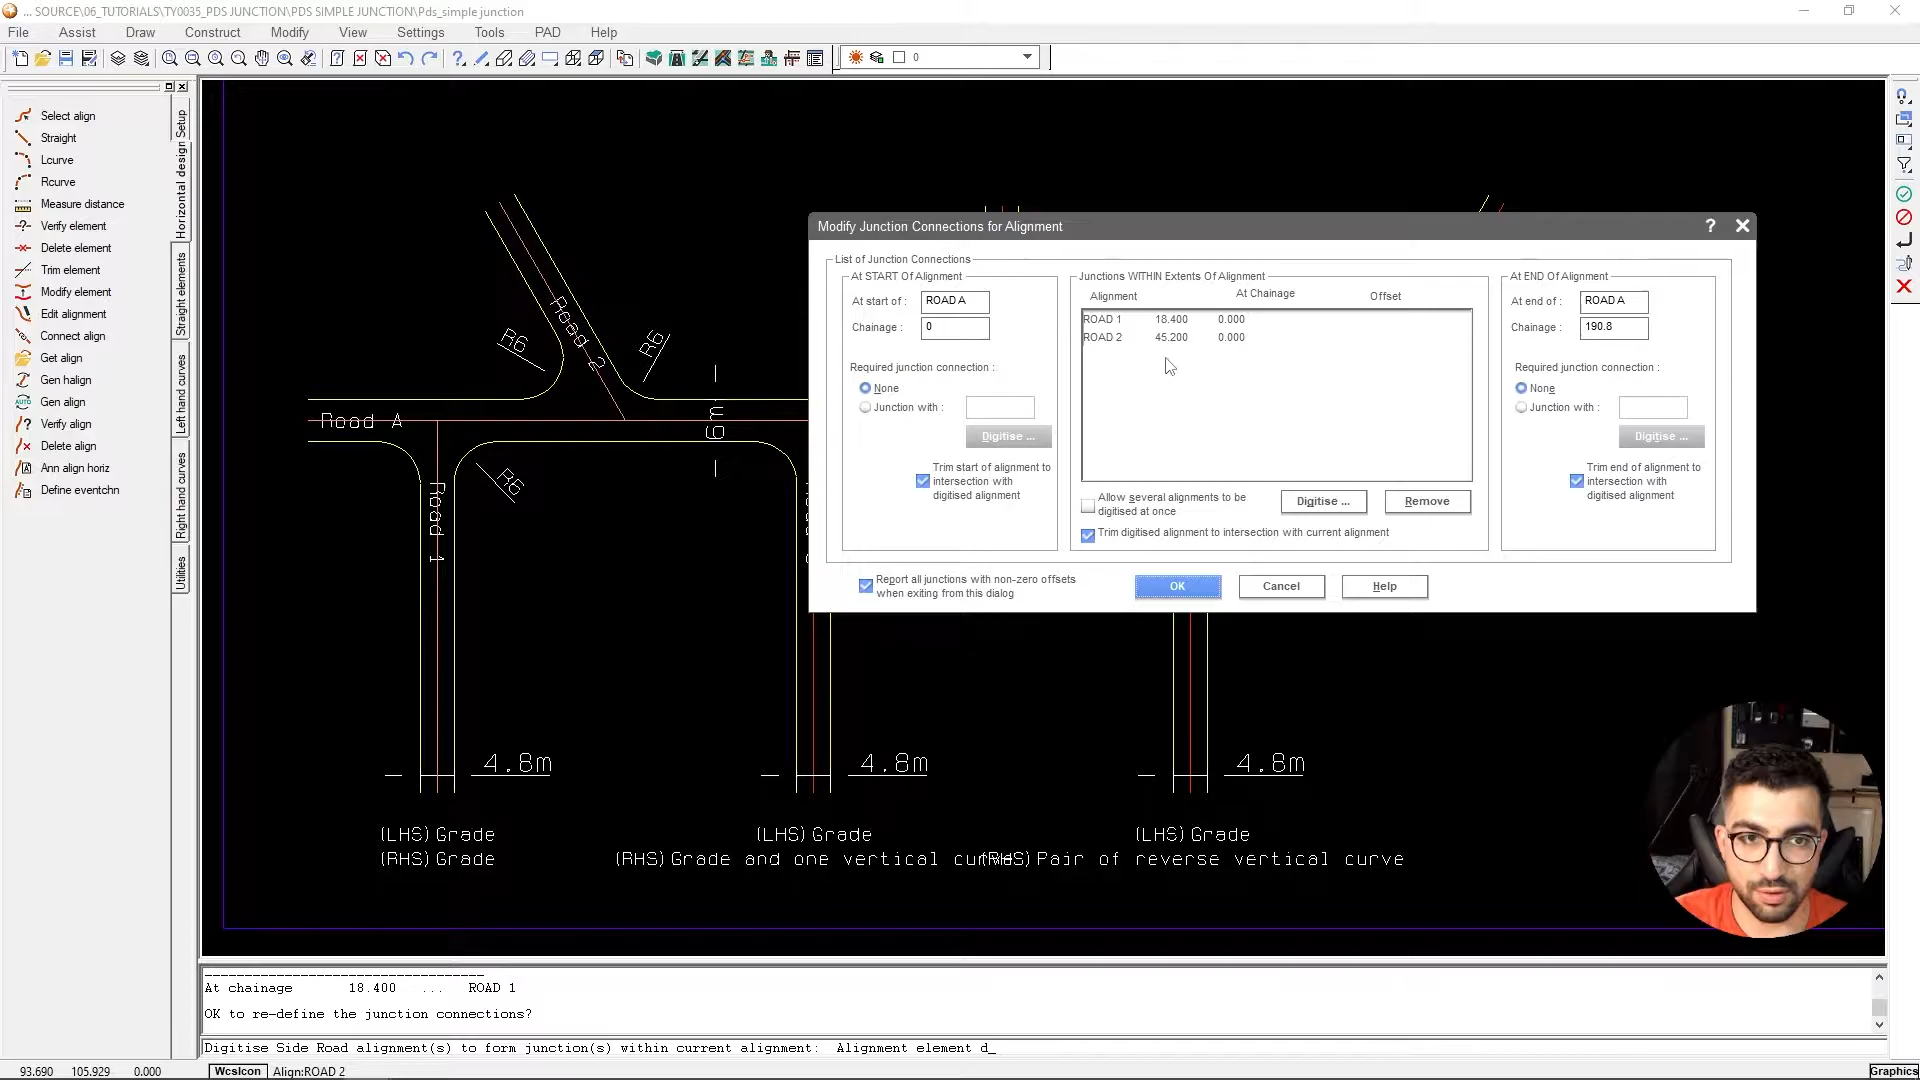 ... SOURCE\06_TUTORIALS\TY0035_PDS JUNCTION\PDS SIMPLE JUNCTION\Pds_simple junction
File Assist Draw Construct Modify View Settings Tools PAD Help
0
Select align
Straight
Lcurve
Rcurve
Measure distance
Verify element
Delete element
Trim element
Modify element
Edit alignment
Connect align
Get align
Gen halign
Gen align
Verify align
Delete align
Ann align horiz
Define eventchn
Setup
Horizontal design
Straight elements
Left hand curves
Right hand curves
Utilities
Road 2
R6
R6
Road A
6m
R6
Road 1
Modify Junction Connections for Alignment
List of Junction Connections
At START Of Alignment
At start of : ROAD A
Chainage : 0
Required junction connection :
None
Junction with :
Digitise ...
Trim start of alignment to
intersection with
digitised alignment
Junctions WITHIN Extents Of Alignment
Alignment At Chainage Offset
ROAD 1 18.400 0.000
ROAD 2 45.200 0.000
Allow several alignments to be
digitised at once
Digitise ... Remove
Trim digitised alignment to intersection with current alignment
At END Of Alignment
At end of : ROAD A
Chainage : 190.8
Required junction connection :
None
Junction with :
Digitise ...
Trim end of alignment to
intersection with
digitised alignment
Report all junctions with non-zero offsets
when exiting from this dialog
OK Cancel Help
4.8m 4.8m 4.8m
(LHS) Grade (LHS) Grade (LHS) Grade
(RHS) Grade (RHS) Grade and one vertical curve (RHS) Pair of reverse vertical curve
At chainage 18.400 ... ROAD 1
OK to re-define the junction connections?
Digitise Side Road alignment(s) to form junction(s) within current alignment: Alignment element d_
93.690 105.929 0.000 WcsIcon Align:ROAD 2 Graphics